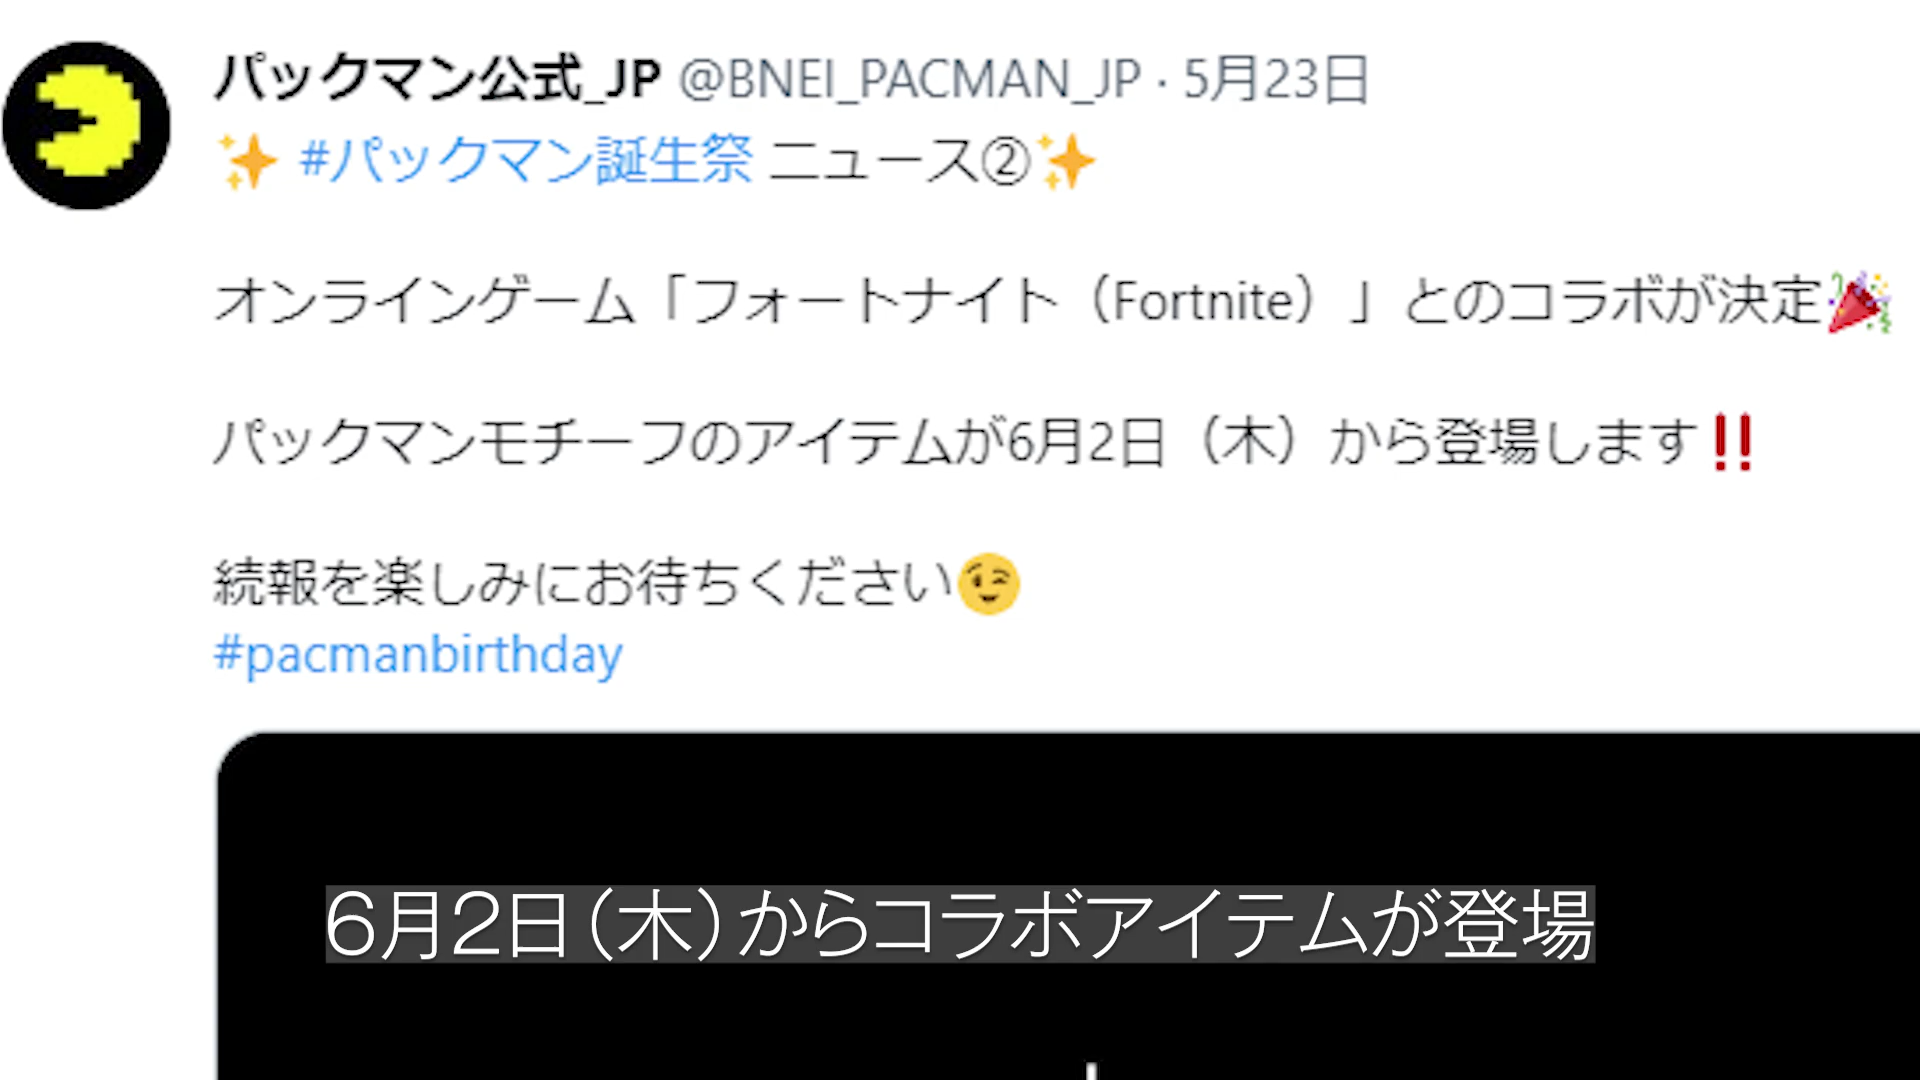 パックマン公式_JP @BNEI_PACMAN_JP · 5月23日
✨ #パックマン誕生祭 ニュース②✨
オンラインゲーム「フォートナイト（Fortnite）」とのコラボが決定🎉
パックマンモチーフのアイテムが6月2日（木）から登場します‼
続報を楽しみにお待ちください😉
#pacmanbirthday
6月2日（木）からコラボアイテムが登場